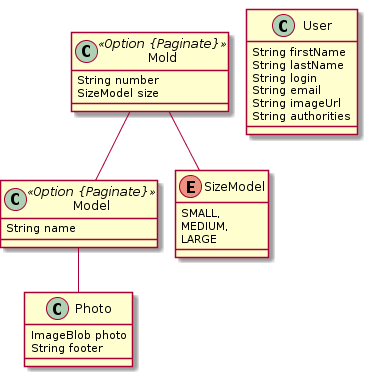 C «Option {Paginate}»
Mold
String number
SizeModel size
C User
String firstName
String lastName
String login
String email
String imageUrl
String authorities
C «Option {Paginate}»
Model
String name
E SizeModel
SMALL,
MEDIUM,
LARGE
C Photo
ImageBlob photo
String footer